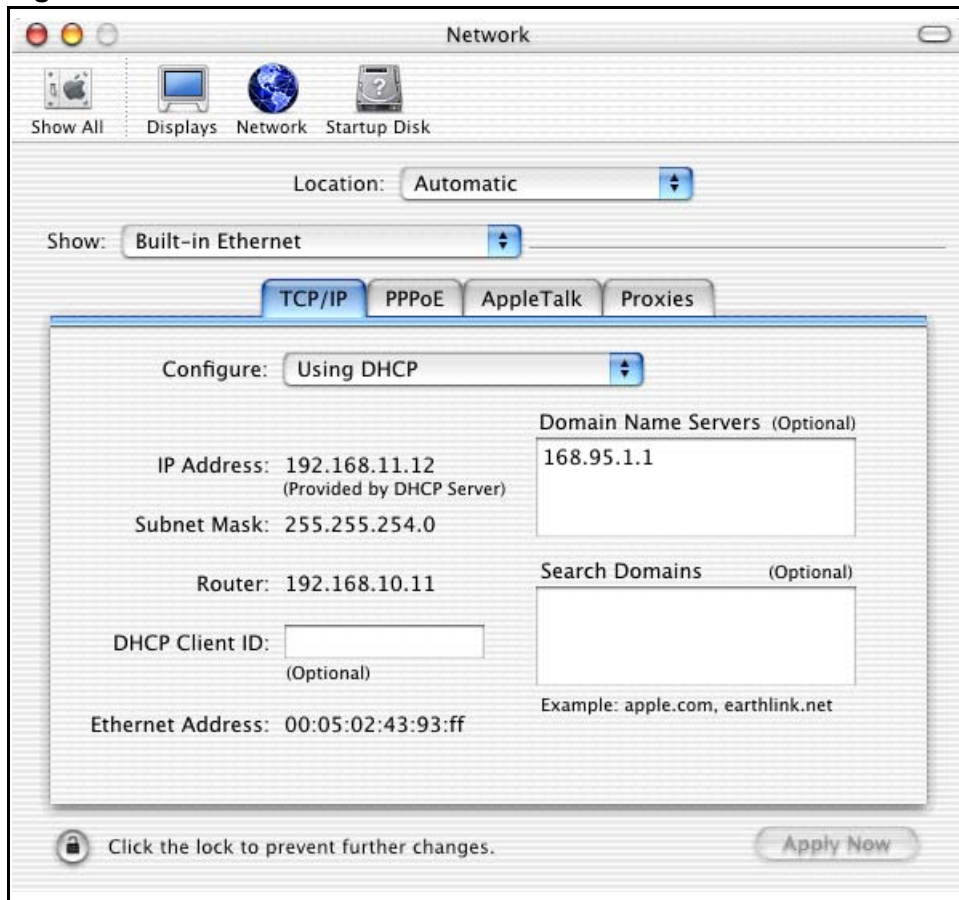 Network
Show All
Displays
Network
Startup Disk
Location: Automatic
Show: Built-in Ethernet
TCP/IP
PPPoE
AppleTalk
Proxies
Configure: Using DHCP
Domain Name Servers (Optional)
168.95.1.1
IP Address: 192.168.11.12
(Provided by DHCP Server)
Subnet Mask: 255.255.254.0
Router: 192.168.10.11
Search Domains (Optional)
DHCP Client ID:
(Optional)
Example: apple.com, earthlink.net
Ethernet Address: 00:05:02:43:93:ff
Click the lock to prevent further changes.
Apply Now